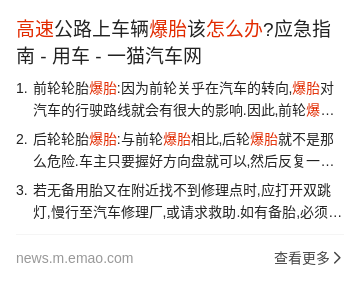 高速公路上车辆爆胎该怎么办?应急指
南 - 用车 - 一猫汽车网
1. 前轮轮胎爆胎:因为前轮关乎在汽车的转向,爆胎对
汽车的行驶路线就会有很大的影响.因此,前轮爆…
2. 后轮轮胎爆胎:与前轮爆胎相比,后轮爆胎就不是那
么危险.车主只要握好方向盘就可以,然后反复一…
3. 若无备用胎又在附近找不到修理点时,应打开双跳
灯,慢行至汽车修理厂,或请求救助.如有备胎,必须…
news.m.emao.com 查看更多